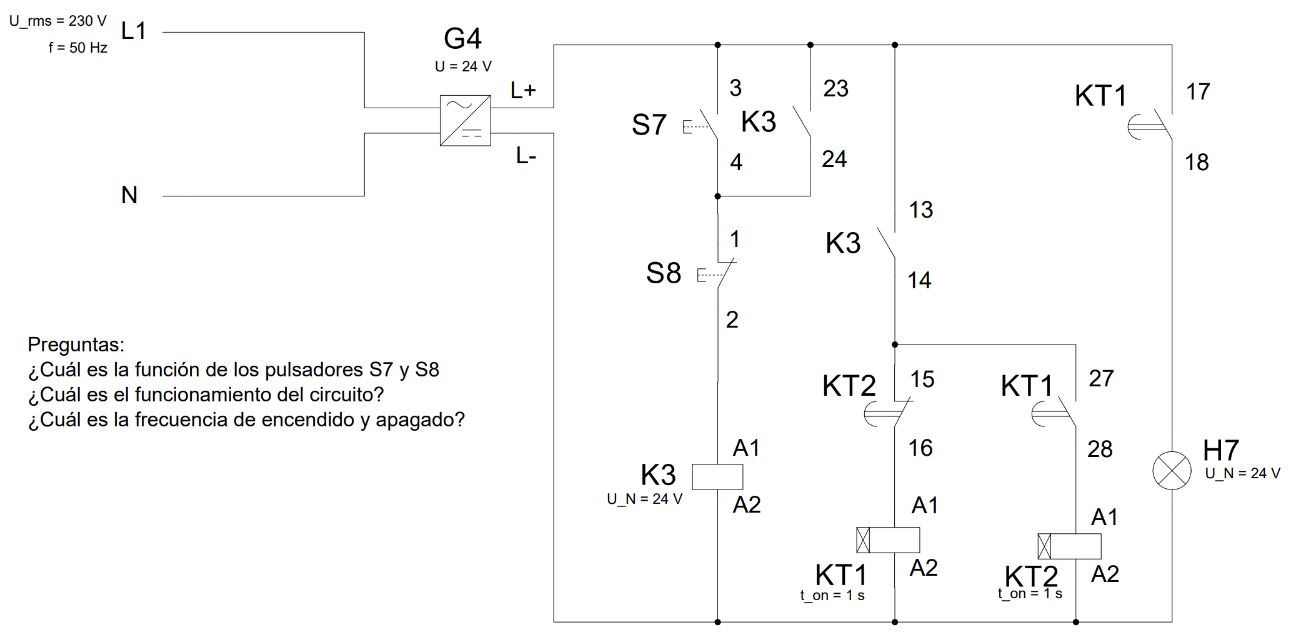 U_rms = 230 V
L1
f = 50 Hz
G4
U = 24 V
L+
L-
N
3
S7
4
23
K3
24
KT1
17
18
1
S8
2
13
K3
14
Preguntas:
¿Cuál es la función de los pulsadores S7 y S8
¿Cuál es el funcionamiento del circuito?
¿Cuál es la frecuencia de encendido y apagado?
KT2
15
16
KT1
27
28
A1
K3
U_N = 24 V
A2
A1
KT1
A2
t_on = 1 s
A1
KT2
A2
t_on = 1 s
H7
U_N = 24 V